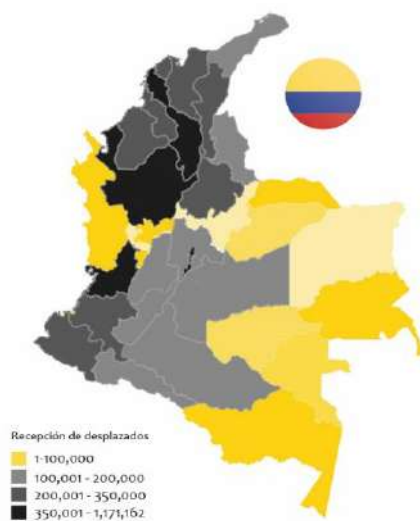 Recepción de desplazados
1-100,000
100,001 - 200,000
200,001 - 350,000
350,001 - 1,171,162